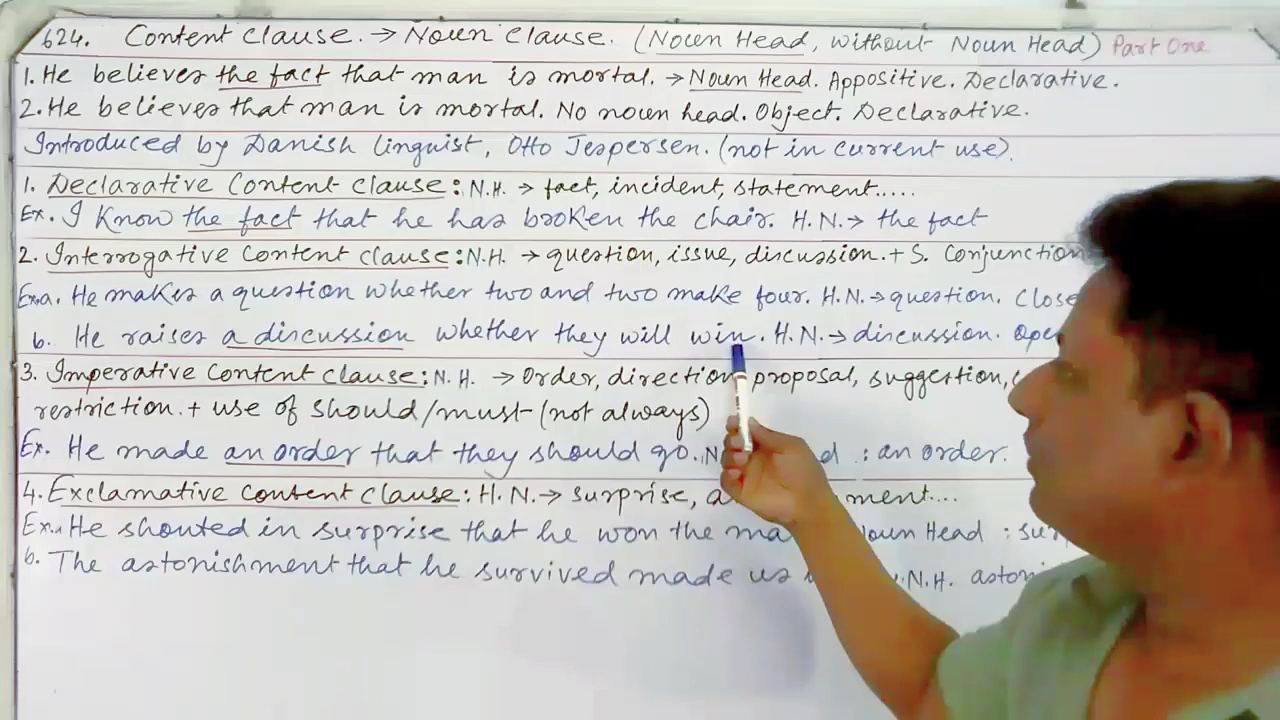 624. Content Clause. → Noun Clause. (Noun Head, without Noun Head) Part One
1. He believes the fact that man is mortal. → Noun Head. Appositive. Declarative.
2. He believes that man is mortal. No noun head. Object. Declarative.
Introduced by Danish linguist, Otto Jespersen. (not in current use).
1. Declarative Content Clause: N.H. → fact, incident, statement.....
Ex. I know the fact that he has broken the chair. H.N. → the fact
2. Interrogative Content clause: N.H. → question, issue, discussion. + S. Conjunction
Ex.a. He makes a question whether two and two make four. H.N. → question. Close
b. He raises a discussion whether they will win. H.N. → discussion.
3. Imperative Content clause: N.H. → Order, direction, proposal, suggestion,
restriction. + use of should/must (not always)
Ex. He made an order that they should go. : an order.
4. Exclamative Content clause: H.N. → surprise,
Ex.. He shouted in surprise that he won the Noun Head :
b. The astonishment that he survived made us N.H.